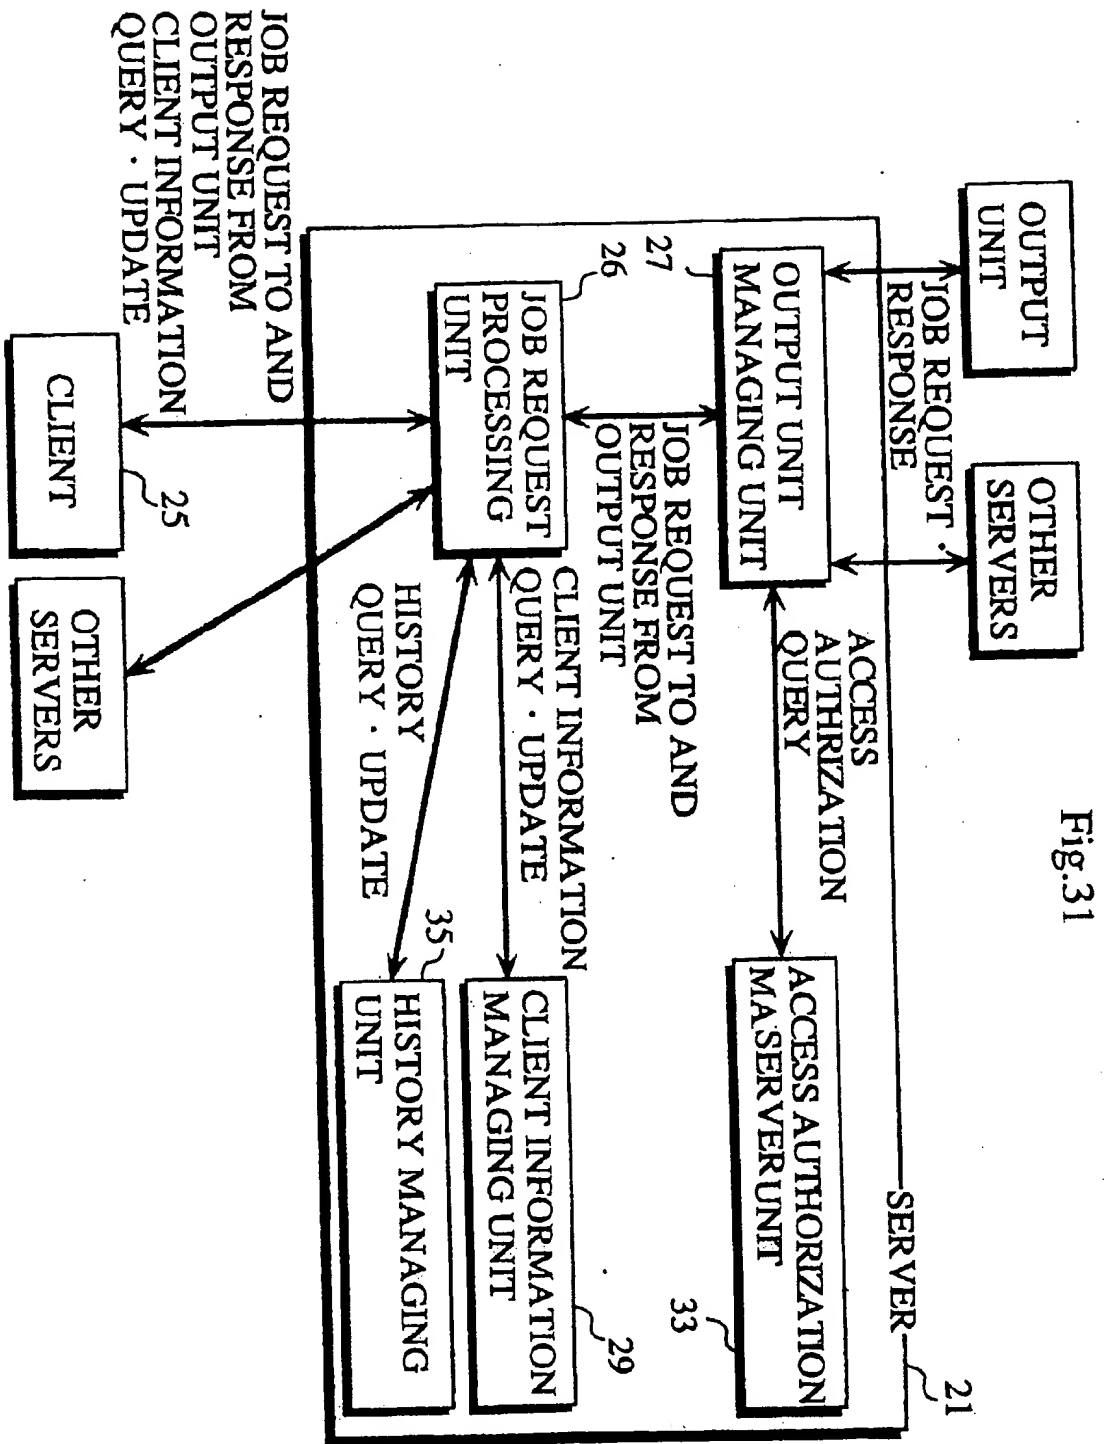 Fig.31
OUTPUT
UNIT
OTHER
SERVERS
JOB REQUEST ·
RESPONSE
SERVER
21
OUTPUT UNIT
MANAGING UNIT
27
ACCESS
AUTHRIZATION
QUERY
ACCESS AUTHORIZATION
MASERVER UNIT
33
JOB REQUEST TO AND
RESPONSE FROM
OUTPUT UNIT
26
JOB REQUEST
PROCESSING
UNIT
CLIENT INFORMATION
QUERY · UPDATE
CLIENT INFORMATION
MANAGING UNIT
29
HISTORY
QUERY · UPDATE
35
HISTORY MANAGING
UNIT
JOB REQUEST TO AND
RESPONSE FROM
OUTPUT UNIT
CLIENT INFORMATION
QUERY · UPDATE
CLIENT
25
OTHER
SERVERS